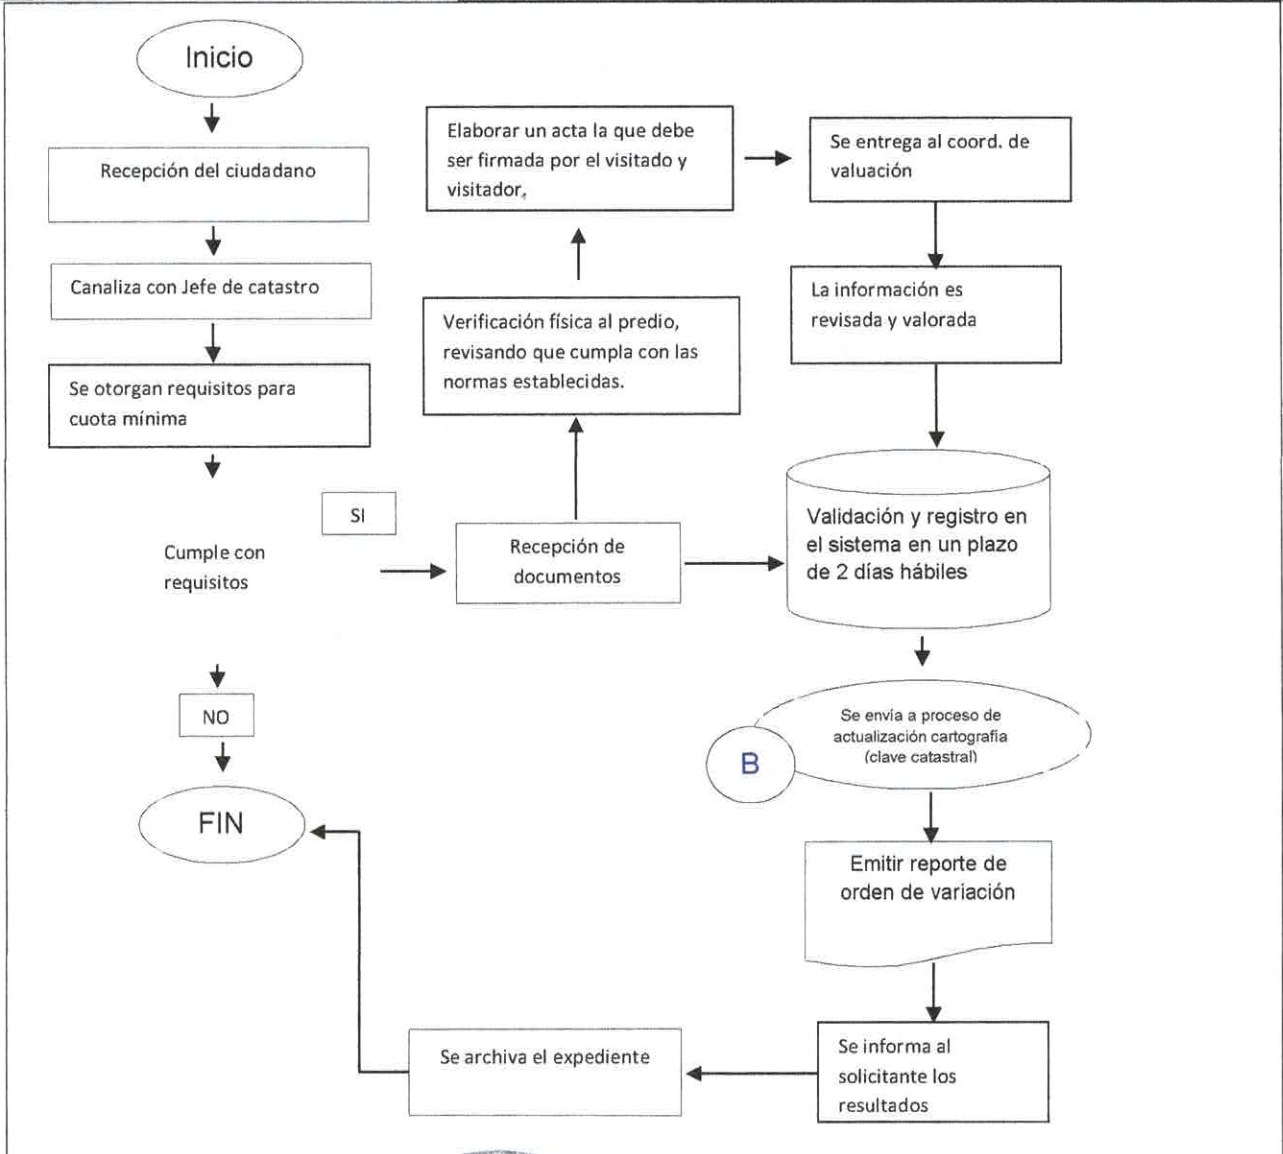 Inicio
Recepción del ciudadano
Canaliza con Jefe de catastro
Se otorgan requisitos para
cuota mínima
Cumple con
requisitos
SI
NO
FIN
Recepción de
documentos
Verificación física al predio,
revisando que cumpla con las
normas establecidas.
Elaborar un acta la que debe
ser firmada por el visitado y
visitador,
Se entrega al coord. de
valuación
La información es
revisada y valorada
Validación y registro en
el sistema en un plazo
de 2 días hábiles
Se envía a proceso de
actualización cartografia
(clave catastral)
B
Emitir reporte de
orden de variación
Se informa al
solicitante los
resultados
Se archiva el expediente